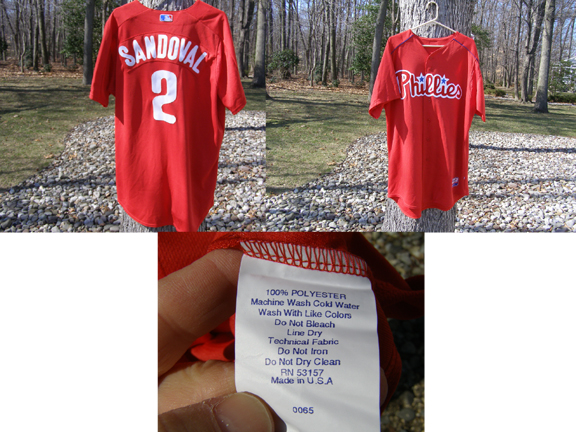 SANDOVAL
2
Phillies
100% POLYESTER
Machine Wash Cold Water
Wash With Like Colors
Do Not Bleach
Line Dry
Technical Fabric
Do Not Iron
Do Not Dry Clean
RN 53157
Made in U.S.A
0065